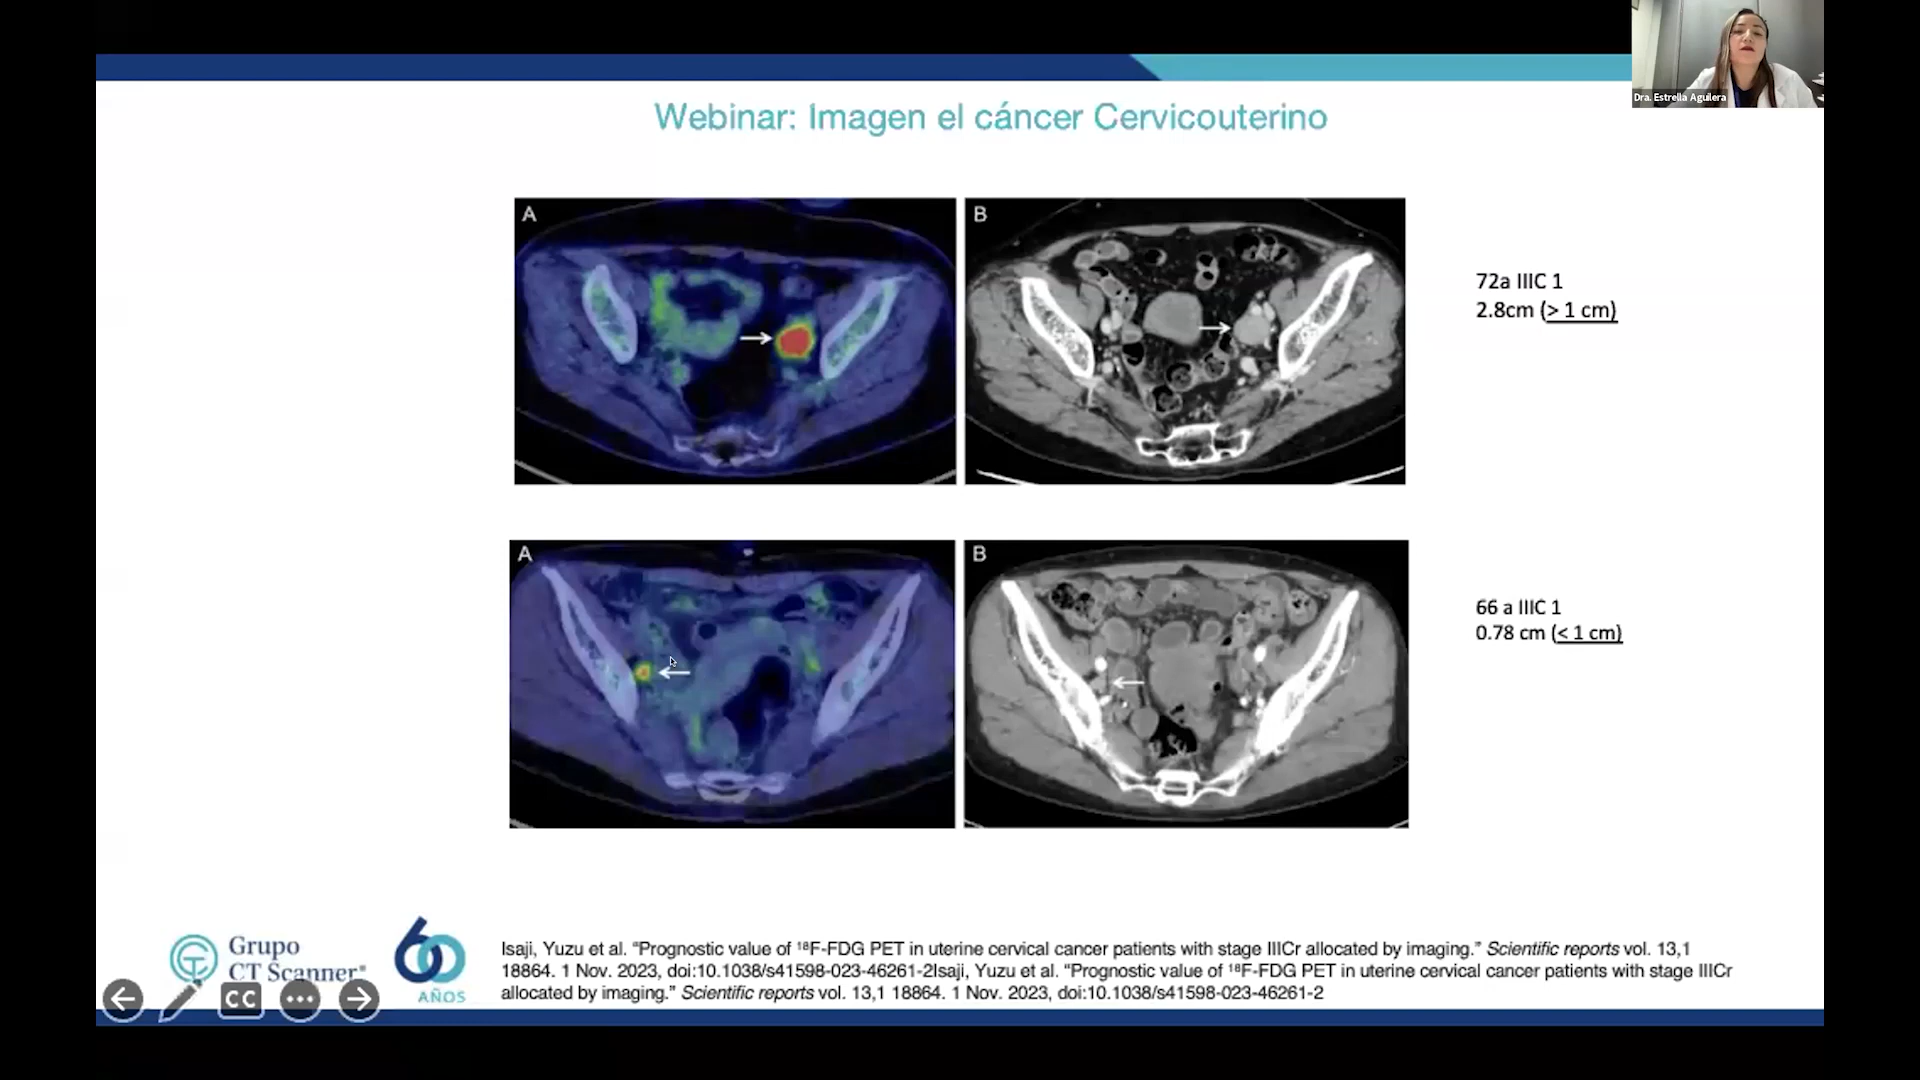 Dra. Estrella Aguilera
Webinar: Imagen el cáncer Cervicouterino
A
B
72a IIIC 1
2.8cm (> 1 cm)
A
B
66 a IIIC 1
0.78 cm (< 1 cm)
Grupo
CT Scanner®
60
AÑOS
CC
Isaji, Yuzu et al. “Prognostic value of ¹⁸F-FDG PET in uterine cervical cancer patients with stage IIICr allocated by imaging.” Scientific reports vol. 13,1
18864. 1 Nov. 2023, doi:10.1038/s41598-023-46261-2Isaji, Yuzu et al. “Prognostic value of ¹⁸F-FDG PET in uterine cervical cancer patients with stage IIICr
allocated by imaging.” Scientific reports vol. 13,1 18864. 1 Nov. 2023, doi:10.1038/s41598-023-46261-2